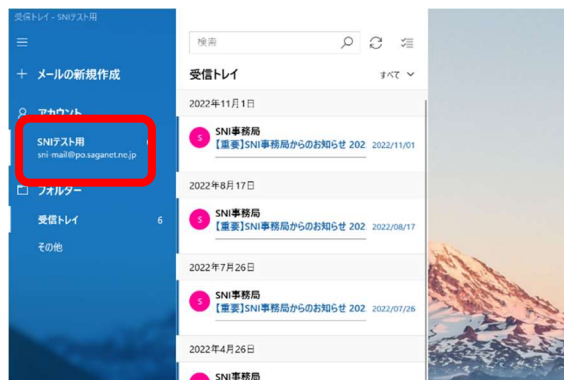 受信トレイ - SNIテスト用
+ メールの新規作成
アカウント
SNIテスト用
sni-mail@po.saganet.ne.jp
フォルダー
受信トレイ 6
その他
検索
受信トレイ すべて
2022年11月1日
S
SNI事務局
【重要】SNI事務局からのお知らせ 202 2022/11/01
2022年8月17日
S
SNI事務局
【重要】SNI事務局からのお知らせ 202 2022/08/17
2022年7月26日
S
SNI事務局
【重要】SNI事務局からのお知らせ 202 2022/07/26
2022年4月26日
SNI事務局